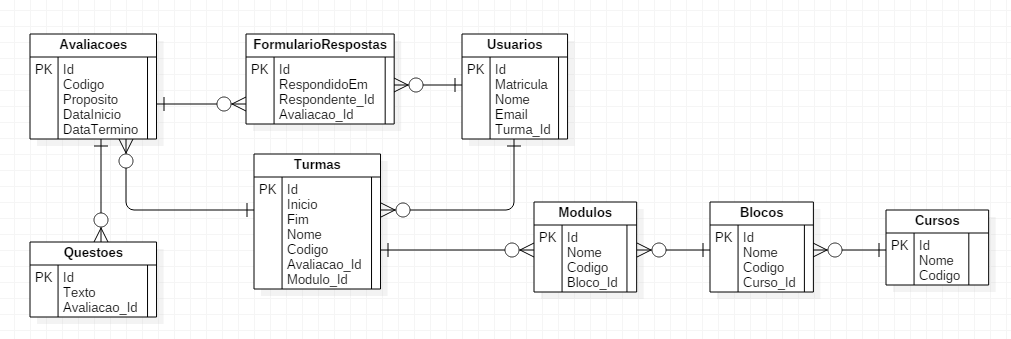 Avaliacoes
PK Id
Codigo
Proposito
DataInicio
DataTermino
FormularioRespostas
PK Id
RespondidoEm
Respondente_Id
Avaliacao_Id
Usuarios
PK Id
Matricula
Nome
Email
Turma_Id
Turmas
PK Id
Inicio
Fim
Nome
Codigo
Avaliacao_Id
Modulo_Id
Questoes
PK Id
Texto
Avaliacao_Id
Modulos
PK Id
Nome
Codigo
Bloco_Id
Blocos
PK Id
Nome
Codigo
Curso_Id
Cursos
PK Id
Nome
Codigo